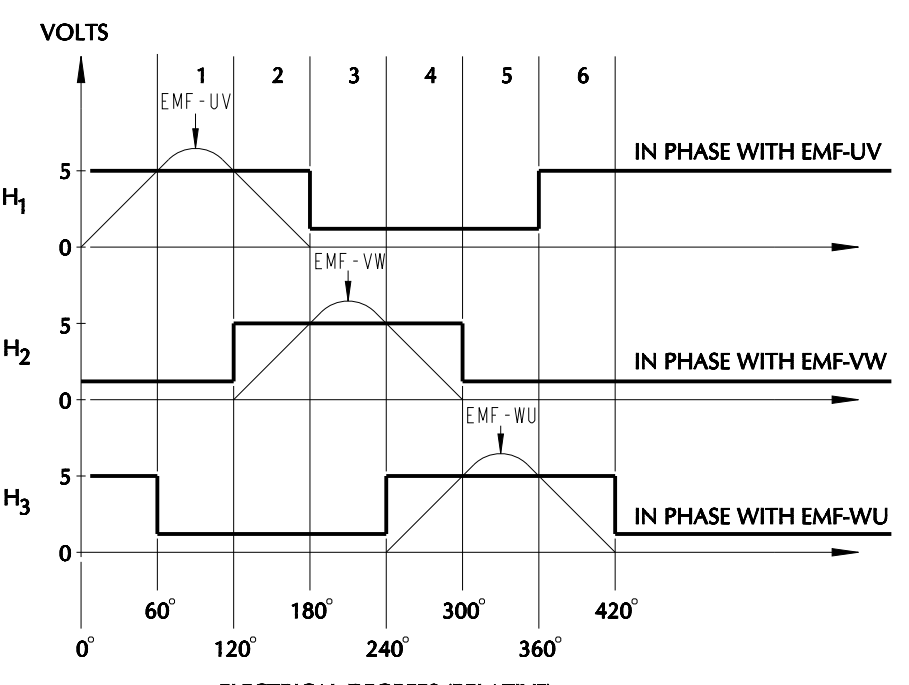 VOLTS
1 2 3 4 5 6
EMF-UV
IN PHASE WITH EMF-UV
5
H1
0
EMF-VW
5
H2
IN PHASE WITH EMF-VW
0
EMF-WU
5
H3
IN PHASE WITH EMF-WU
0
60° 180° 300° 420°
0° 120° 240° 360°